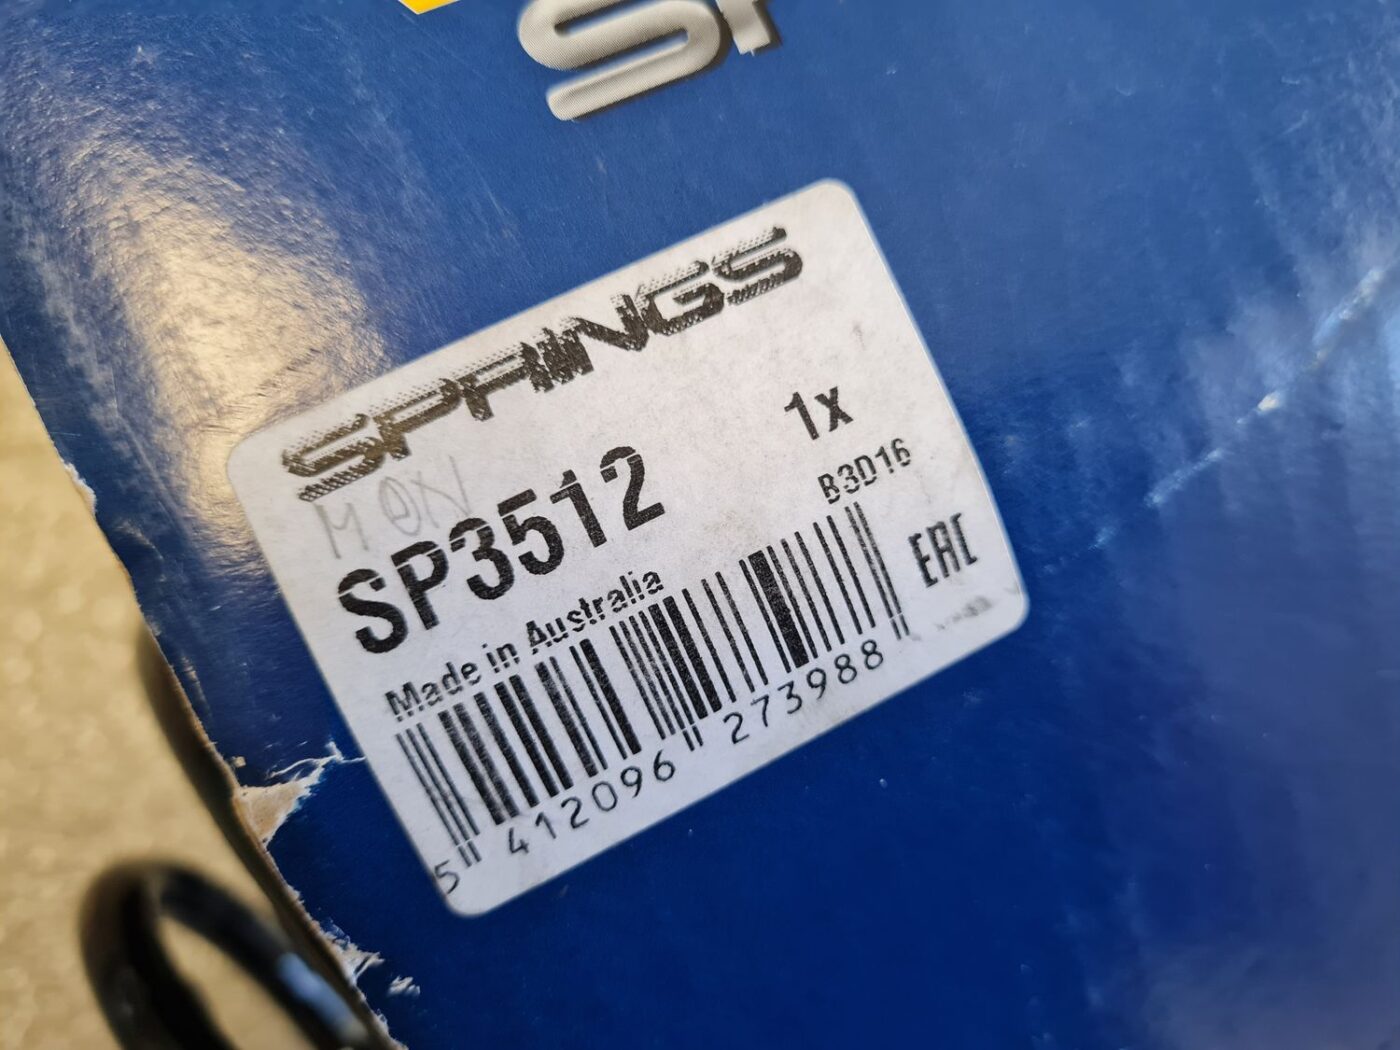 SPRINGS
1x
SP3512
B3D16
Made in Australia
EAC
5 412096 273988